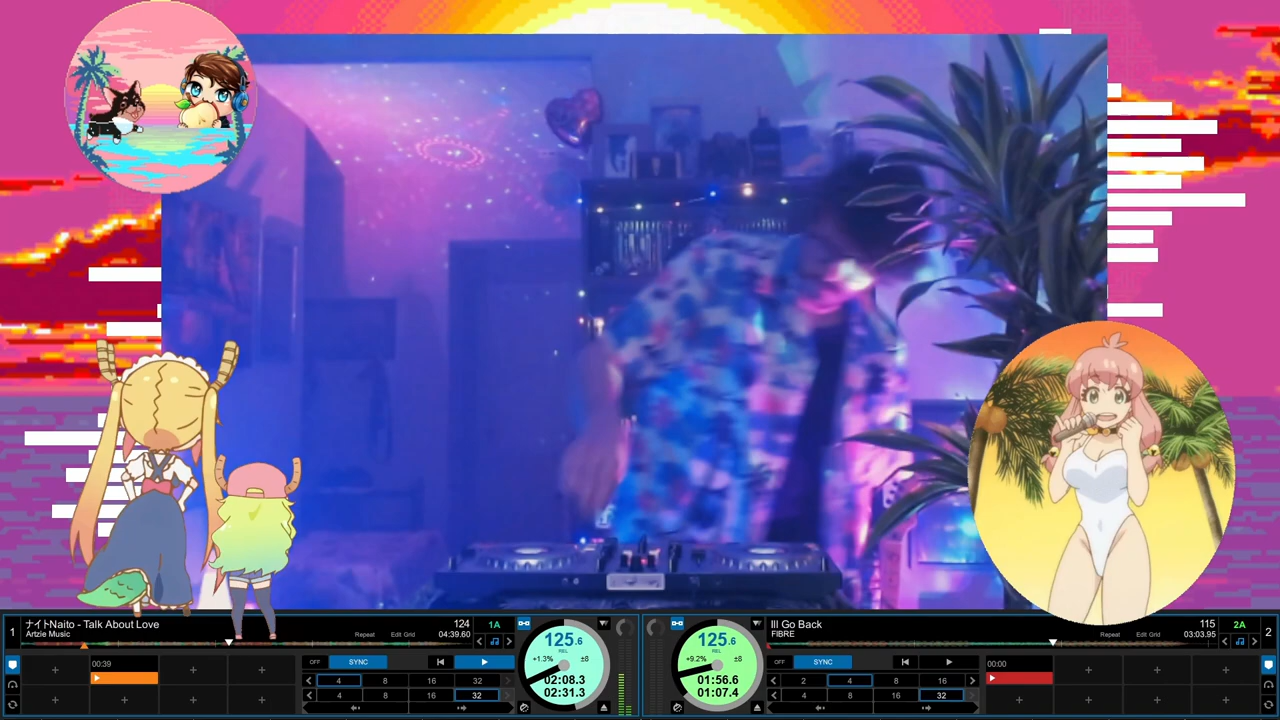 1
ナイトNaito - Talk About Love
Artzie Music
124
04:39.60
1A
Repeat
Edit Grid
125.6
REL
+1.3%
±8
02:08.3
02:31.3
125.6
REL
+9.2%
±8
01:56.6
01:07.4
Ill Go Back
FIBRE
115
03:03.95
2A
2
Repeat
Edit Grid
00:39
OFF
SYNC
4 8 16 32
4 8 16 32
OFF
SYNC
2 4 8 16
4 8 16 32
00:00